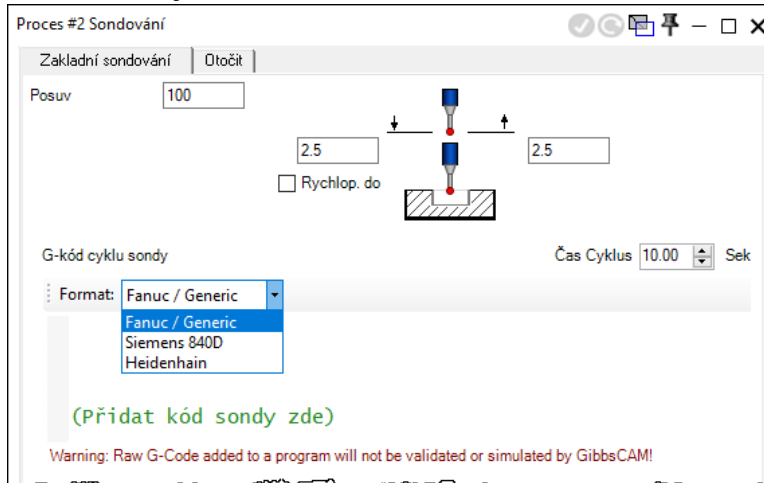 Proces #2 Sondování
Zakladní sondování
Otočit
Posuv
100
2.5
2.5
Rychlop. do
G-kód cyklu sondy
Čas Cyklus 10.00 Sek
Format: Fanuc / Generic
Fanuc / Generic
Siemens 840D
Heidenhain
(Přidat kód sondy zde)
Warning: Raw G-Code added to a program will not be validated or simulated by GibbsCAM!